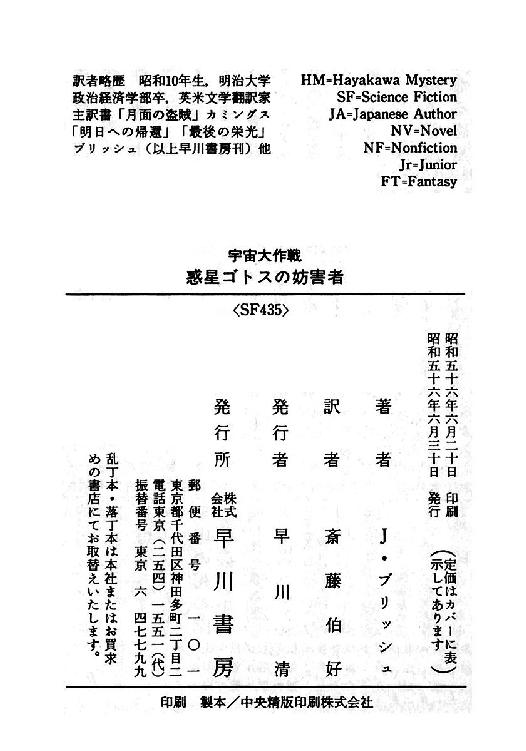 訳者略歴　昭和10年生，明治大学
政治経済学部卒，英米文学翻訳家
主訳書「月面の盗賊」カミングス
「明日への帰還」「最後の栄光」
ブリッシュ（以上早川書房刊）他
HM=Hayakawa Mystery
SF=Science Fiction
JA=Japanese Author
NV=Novel
NF=Nonfiction
Jr=Junior
FT=Fantasy
宇宙大作戦
惑星ゴトスの妨害者
〈SF435〉
昭和五十六年六月二十日　印刷
昭和五十六年六月三十日　発行
（定価はカバーに表
示してあります）
著者　J・ブリッシュ
訳者　斎藤伯好
発行者　早川清
発行所　株式会社　早川書房
郵便番号　一〇一
東京都千代田区神田多町二丁目二
電話東京（二五四）一五五一（代）
振替番号　東京　六　四七七九九
乱丁本・落丁本は本社またはお買求
めの書店にてお取替えいたします。
印刷　製本／中央精版印刷株式会社